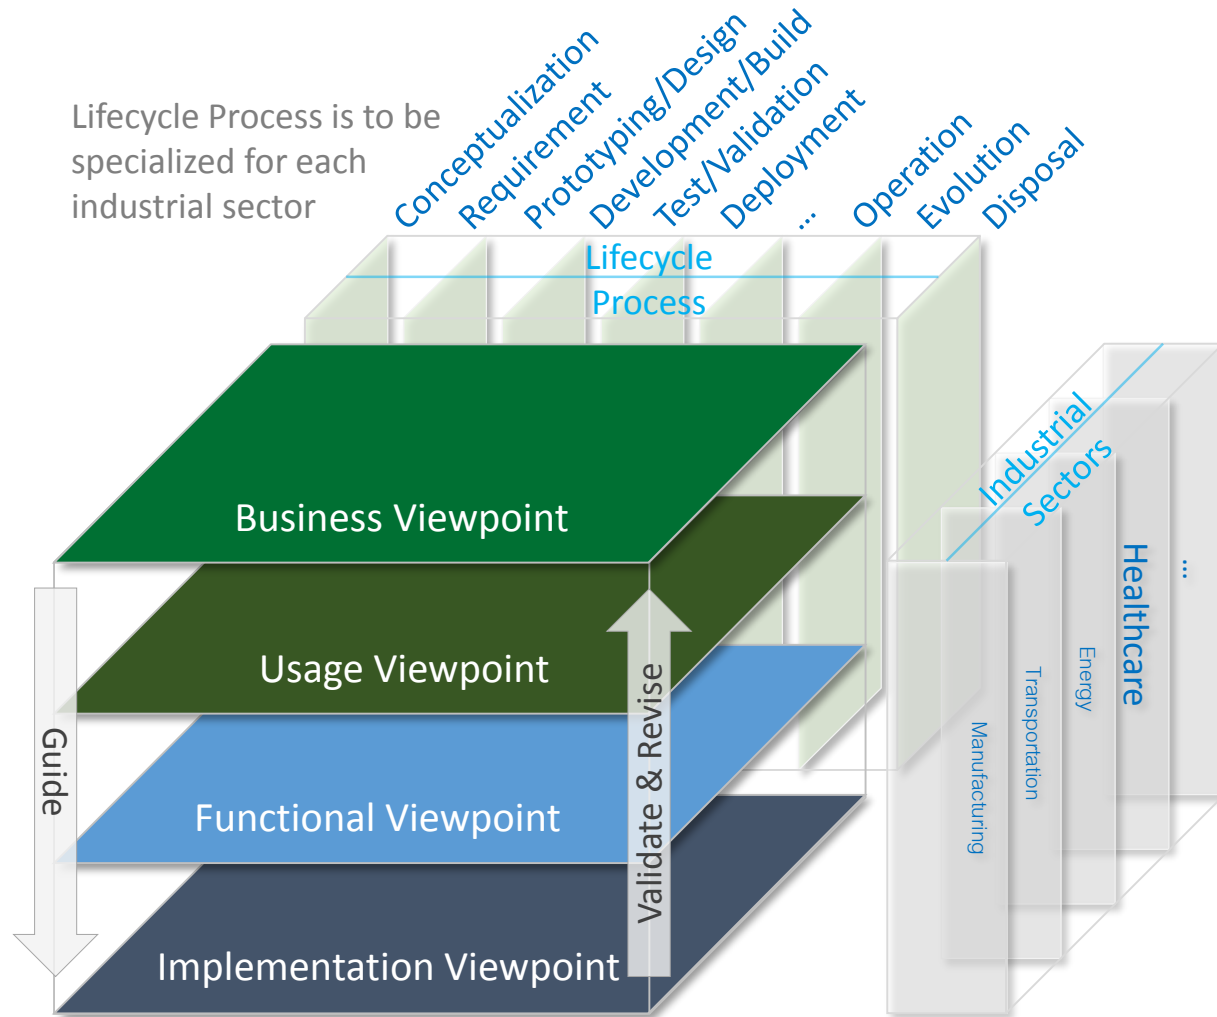 Lifecycle Process is to be
specialized for each
industrial sector
Conceptualization
Requirement
Prototyping/Design
Development/Build
Test/Validation
Deployment
...
Operation
Evolution
Disposal
Lifecycle
Process
Business Viewpoint
Usage Viewpoint
Functional Viewpoint
Implementation Viewpoint
Guide
Validate & Revise
Industrial
Sectors
Manufacturing
Transportation
Energy
Healthcare
...